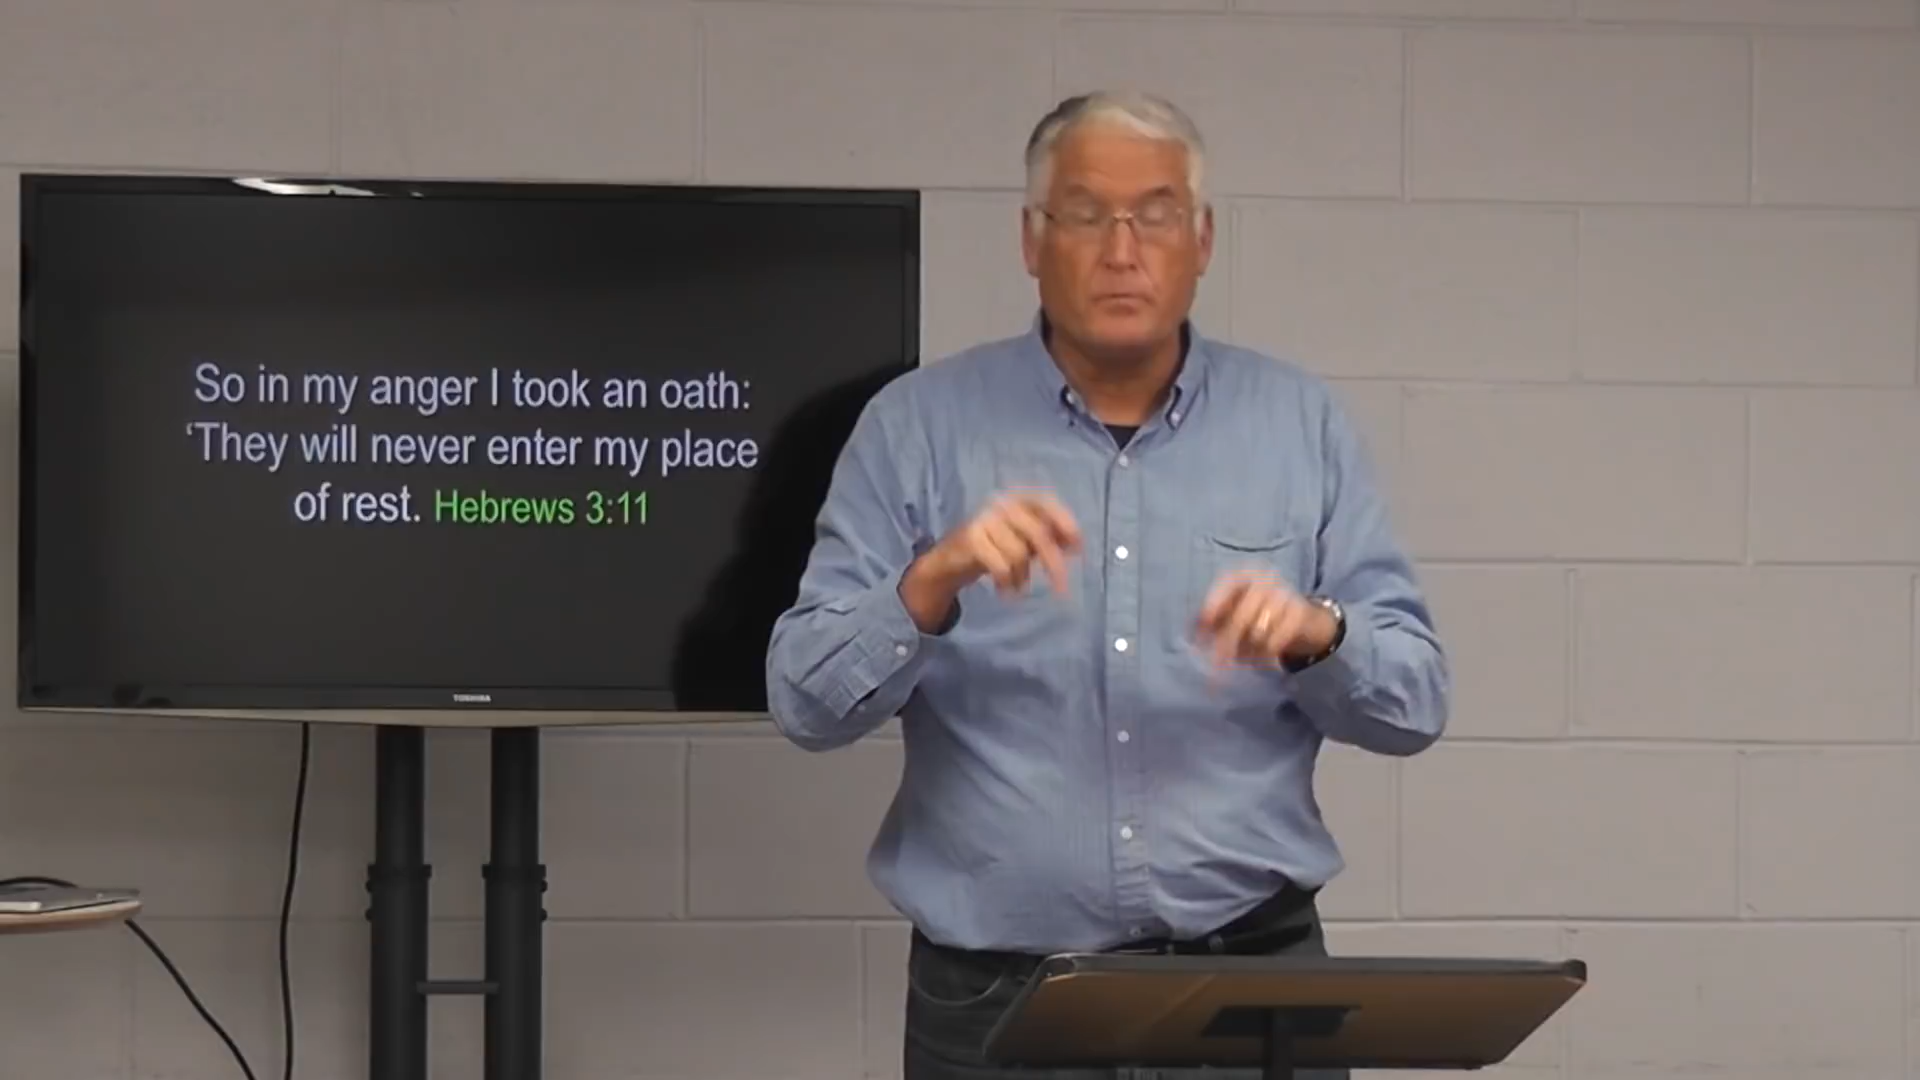 So in my anger I took an oath:
‘They will never enter my place
of rest. Hebrews 3:11
TOSHIBA